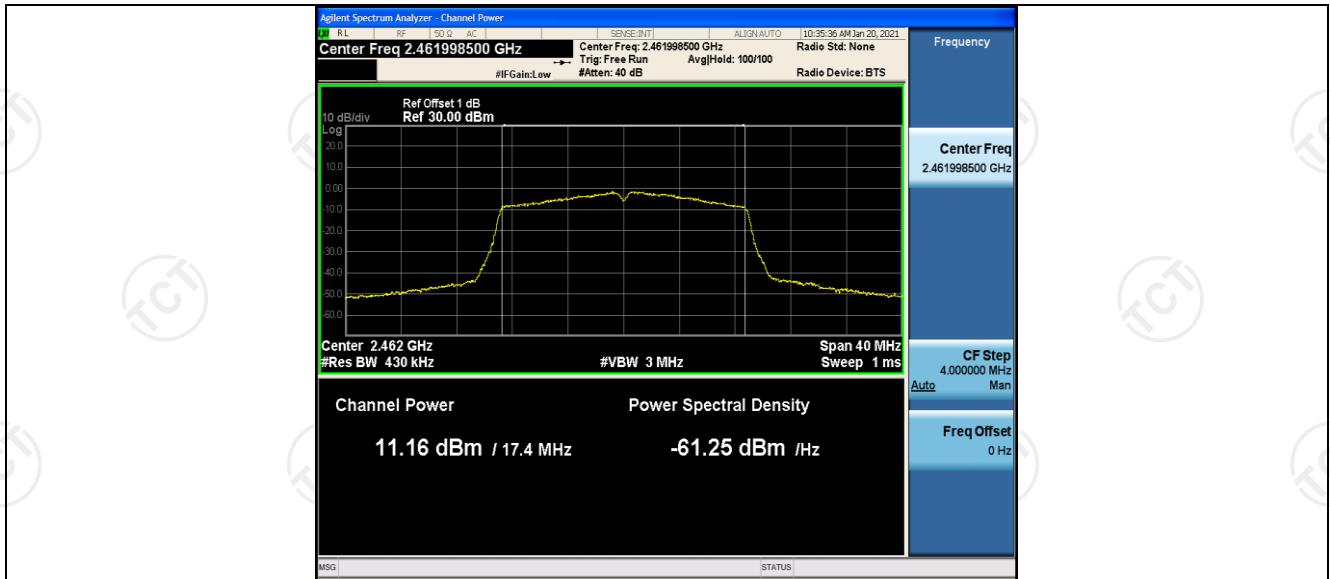 Agilent Spectrum Analyzer - Channel Power
RL RF 50 Ω AC SENSE:INT ALIGN AUTO 10:35:36 AM Jan 20, 2021
Center Freq 2.461998500 GHz
Center Freq: 2.461998500 GHz Radio Std: None
Trig: Free Run Avg|Hold: 100/100
#IFGain:Low #Atten: 40 dB Radio Device: BTS
Frequency
Ref Offset 1 dB
10 dB/div Ref 30.00 dBm
Log
20.0
10.0
0.00
-10.0
-20.0
-30.0
-40.0
-50.0
-60.0
Center 2.462 GHz Span 40 MHz
#Res BW 430 kHz #VBW 3 MHz Sweep 1 ms
Center Freq
2.461998500 GHz
CF Step
4.000000 MHz
Auto Man
Freq Offset
0 Hz
Channel Power Power Spectral Density
11.16 dBm / 17.4 MHz -61.25 dBm /Hz
MSG STATUS
TCT
TCT